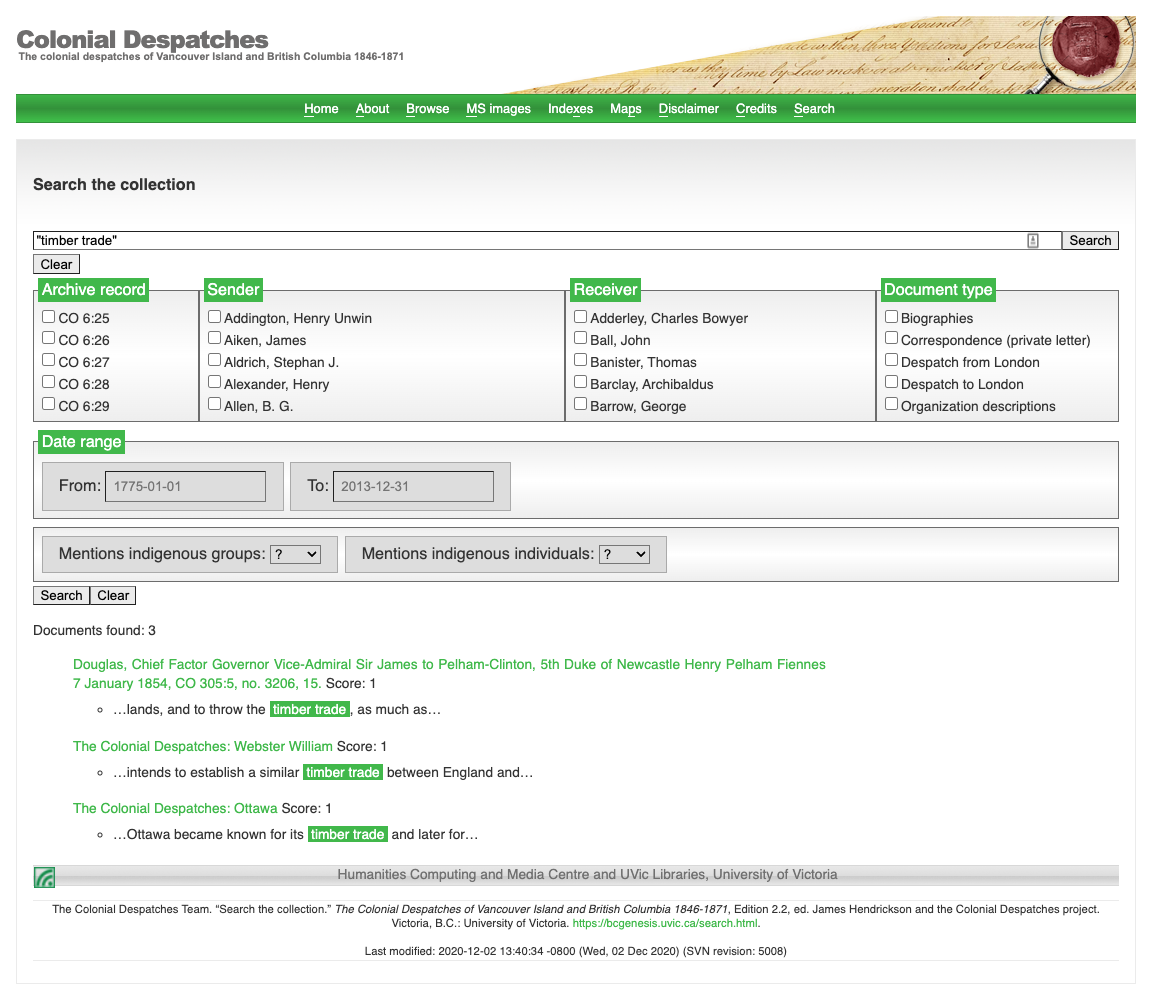 Colonial Despatches
The colonial despatches of Vancouver Island and British Columbia 1846-1871
Home About Browse MS images Indexes Maps Disclaimer Credits Search
Search the collection
"timber trade" Search
Clear
Archive record Sender Receiver Document type
CO 6:25 Addington, Henry Unwin Adderley, Charles Bowyer Biographies
CO 6:26 Aiken, James Ball, John Correspondence (private letter)
CO 6:27 Aldrich, Stephan J. Banister, Thomas Despatch from London
CO 6:28 Alexander, Henry Barclay, Archibaldus Despatch to London
CO 6:29 Allen, B. G. Barrow, George Organization descriptions
Date range
From: 1775-01-01 To: 2013-12-31
Mentions indigenous groups: ? Mentions indigenous individuals: ?
Search Clear
Documents found: 3
Douglas, Chief Factor Governor Vice-Admiral Sir James to Pelham-Clinton, 5th Duke of Newcastle Henry Pelham Fiennes
7 January 1854, CO 305:5, no. 3206, 15. Score: 1
…lands, and to throw the timber trade, as much as…
The Colonial Despatches: Webster William Score: 1
…intends to establish a similar timber trade between England and…
The Colonial Despatches: Ottawa Score: 1
…Ottawa became known for its timber trade and later for…
Humanities Computing and Media Centre and UVic Libraries, University of Victoria
The Colonial Despatches Team. “Search the collection.” The Colonial Despatches of Vancouver Island and British Columbia 1846-1871, Edition 2.2, ed. James Hendrickson and the Colonial Despatches project.
Victoria, B.C.: University of Victoria. https://bcgenesis.uvic.ca/search.html.
Last modified: 2020-12-02 13:40:34 -0800 (Wed, 02 Dec 2020) (SVN revision: 5008)